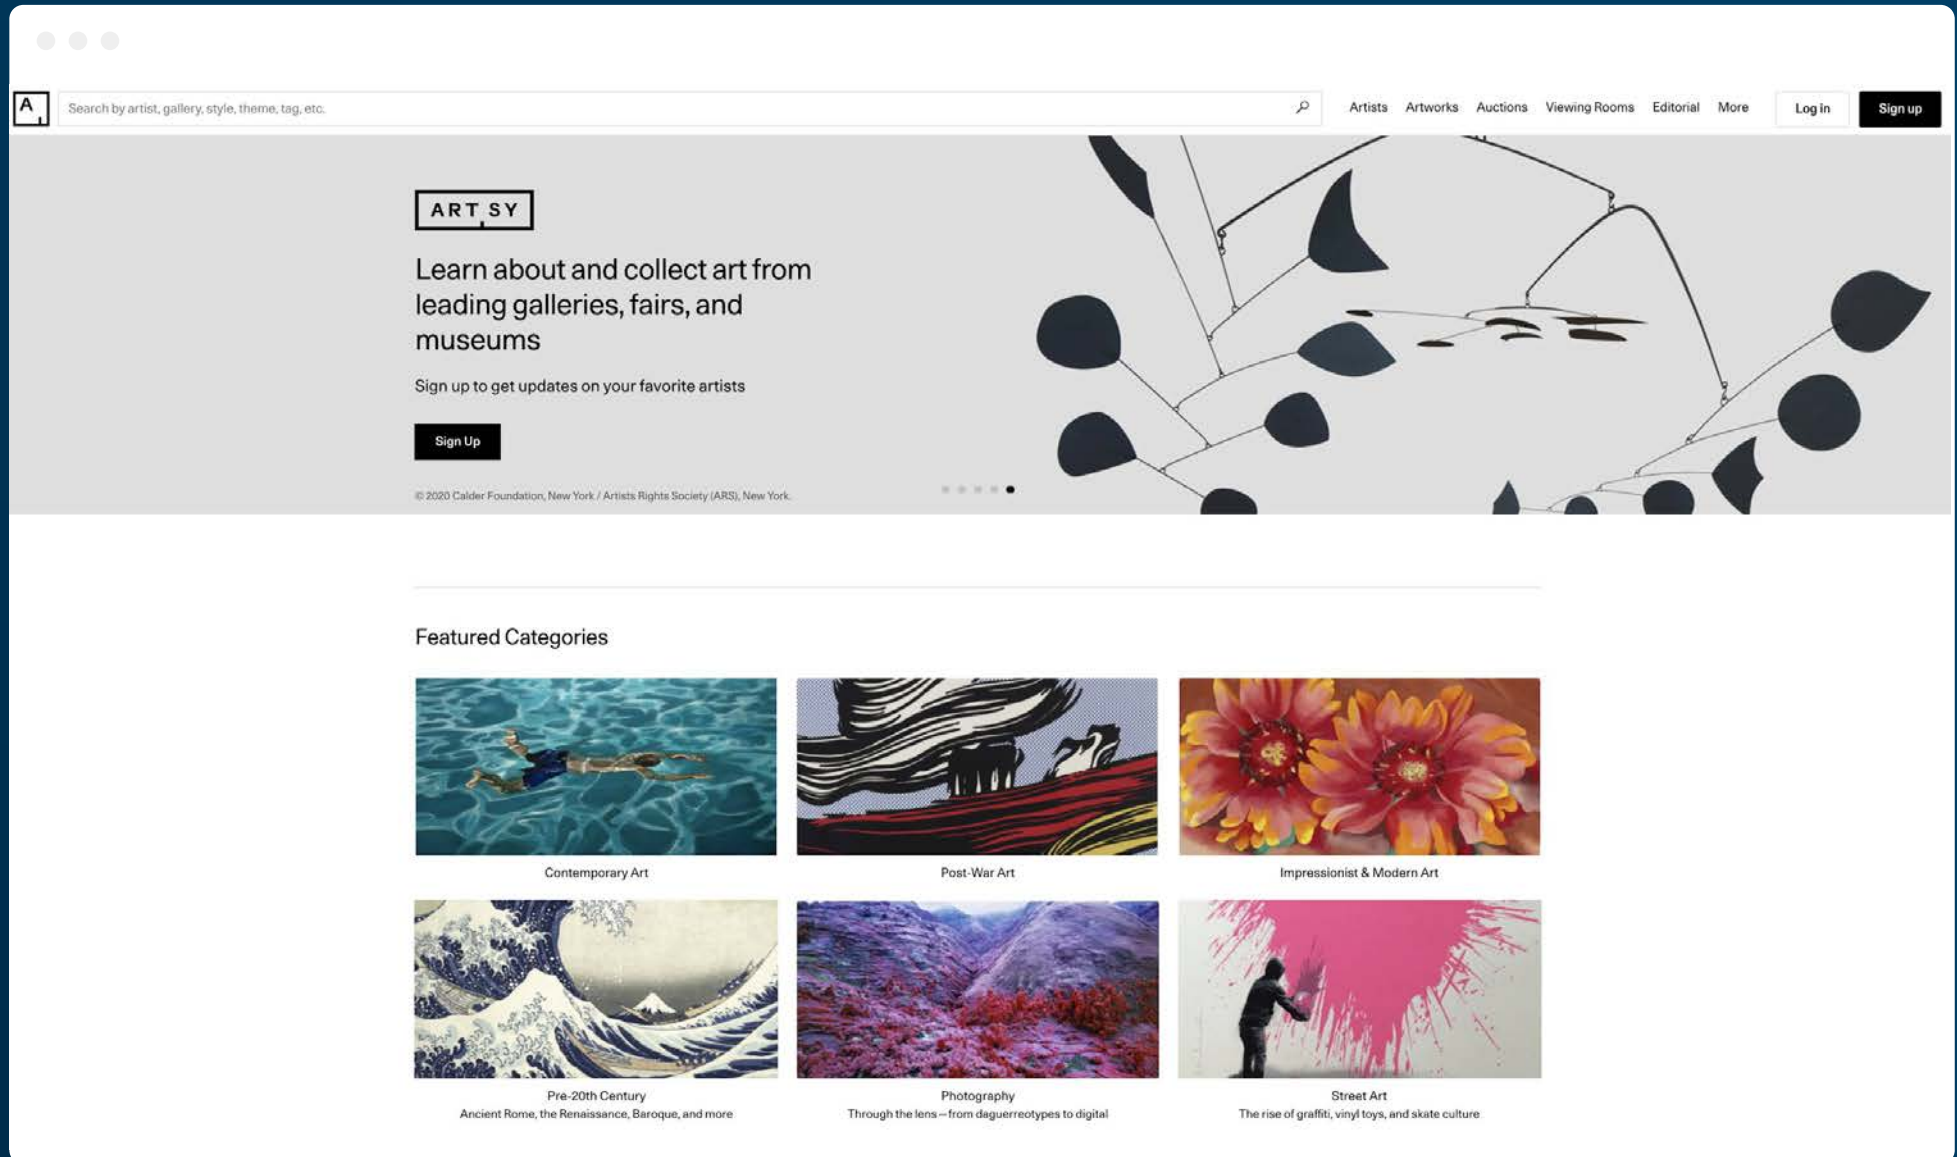 A,
Search by artist, gallery, style, theme, tag, etc.
Artists Artworks Auctions Viewing Rooms Editorial More Log in Sign up
ART,SY
Learn about and collect art from
leading galleries, fairs, and
museums
Sign up to get updates on your favorite artists
Sign Up
© 2020 Calder Foundation, New York / Artists Rights Society (ARS), New York.
Featured Categories
Contemporary Art Post-War Art Impressionist & Modern Art
Pre-20th Century Photography Street Art
Ancient Rome, the Renaissance, Baroque, and more Through the lens—from daguerreotypes to digital The rise of graffiti, vinyl toys, and skate culture